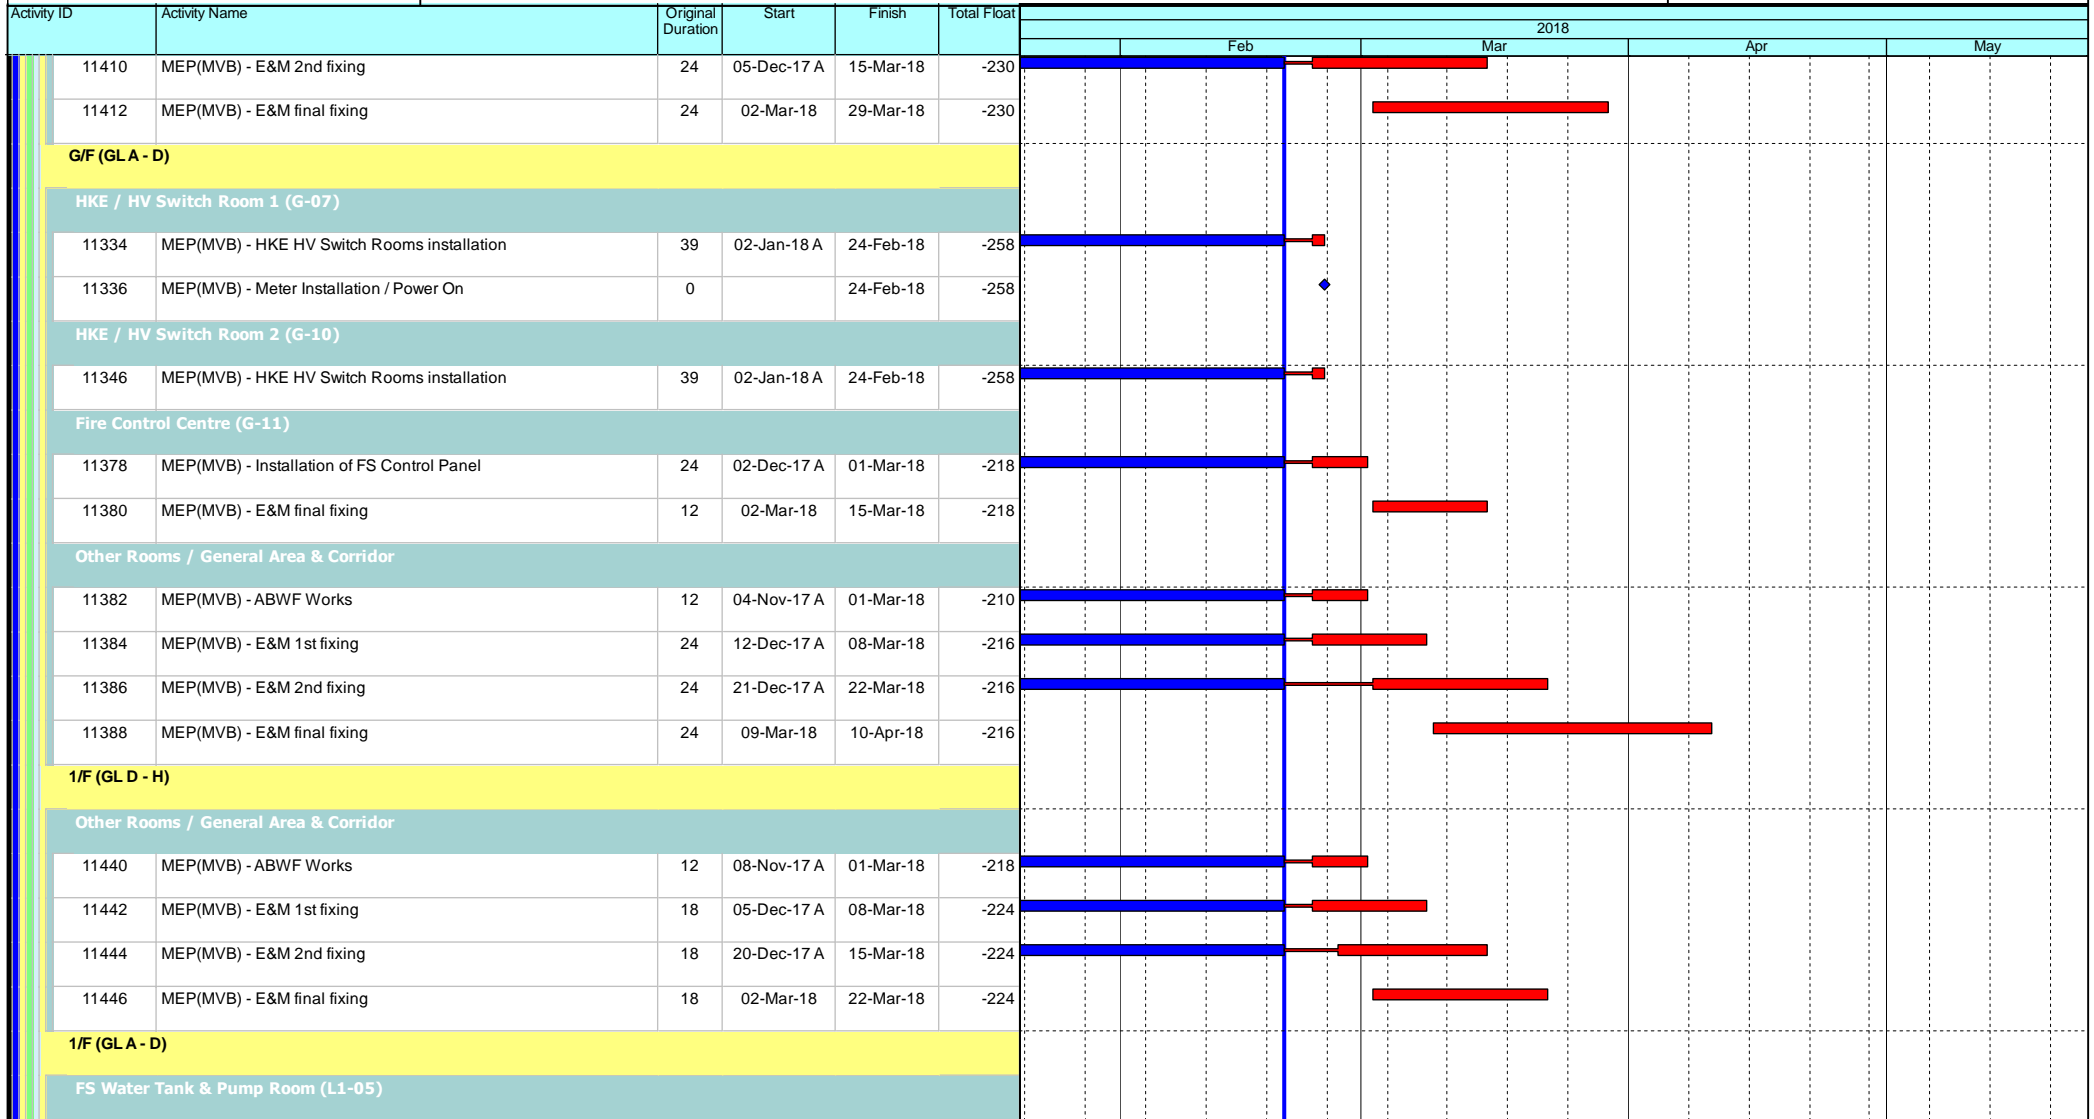 Activity ID Activity Name Original Duration Start Finish Total Float 2018
Feb Mar Apr May
11410 MEP(MVB) - E&M 2nd fixing 24 05-Dec-17 A 15-Mar-18 -230
11412 MEP(MVB) - E&M final fixing 24 02-Mar-18 29-Mar-18 -230
G/F (GL A - D)
HKE / HV Switch Room 1 (G-07)
11334 MEP(MVB) - HKE HV Switch Rooms installation 39 02-Jan-18 A 24-Feb-18 -258
11336 MEP(MVB) - Meter Installation / Power On 0 24-Feb-18 -258
HKE / HV Switch Room 2 (G-10)
11346 MEP(MVB) - HKE HV Switch Rooms installation 39 02-Jan-18 A 24-Feb-18 -258
Fire Control Centre (G-11)
11378 MEP(MVB) - Installation of FS Control Panel 24 02-Dec-17 A 01-Mar-18 -218
11380 MEP(MVB) - E&M final fixing 12 02-Mar-18 15-Mar-18 -218
Other Rooms / General Area & Corridor
11382 MEP(MVB) - ABWF Works 12 04-Nov-17 A 01-Mar-18 -210
11384 MEP(MVB) - E&M 1st fixing 24 12-Dec-17 A 08-Mar-18 -216
11386 MEP(MVB) - E&M 2nd fixing 24 21-Dec-17 A 22-Mar-18 -216
11388 MEP(MVB) - E&M final fixing 24 09-Mar-18 10-Apr-18 -216
1/F (GL D - H)
Other Rooms / General Area & Corridor
11440 MEP(MVB) - ABWF Works 12 08-Nov-17 A 01-Mar-18 -218
11442 MEP(MVB) - E&M 1st fixing 18 05-Dec-17 A 08-Mar-18 -224
11444 MEP(MVB) - E&M 2nd fixing 18 20-Dec-17 A 15-Mar-18 -224
11446 MEP(MVB) - E&M final fixing 18 02-Mar-18 22-Mar-18 -224
1/F (GL A - D)
FS Water Tank & Pump Room (L1-05)